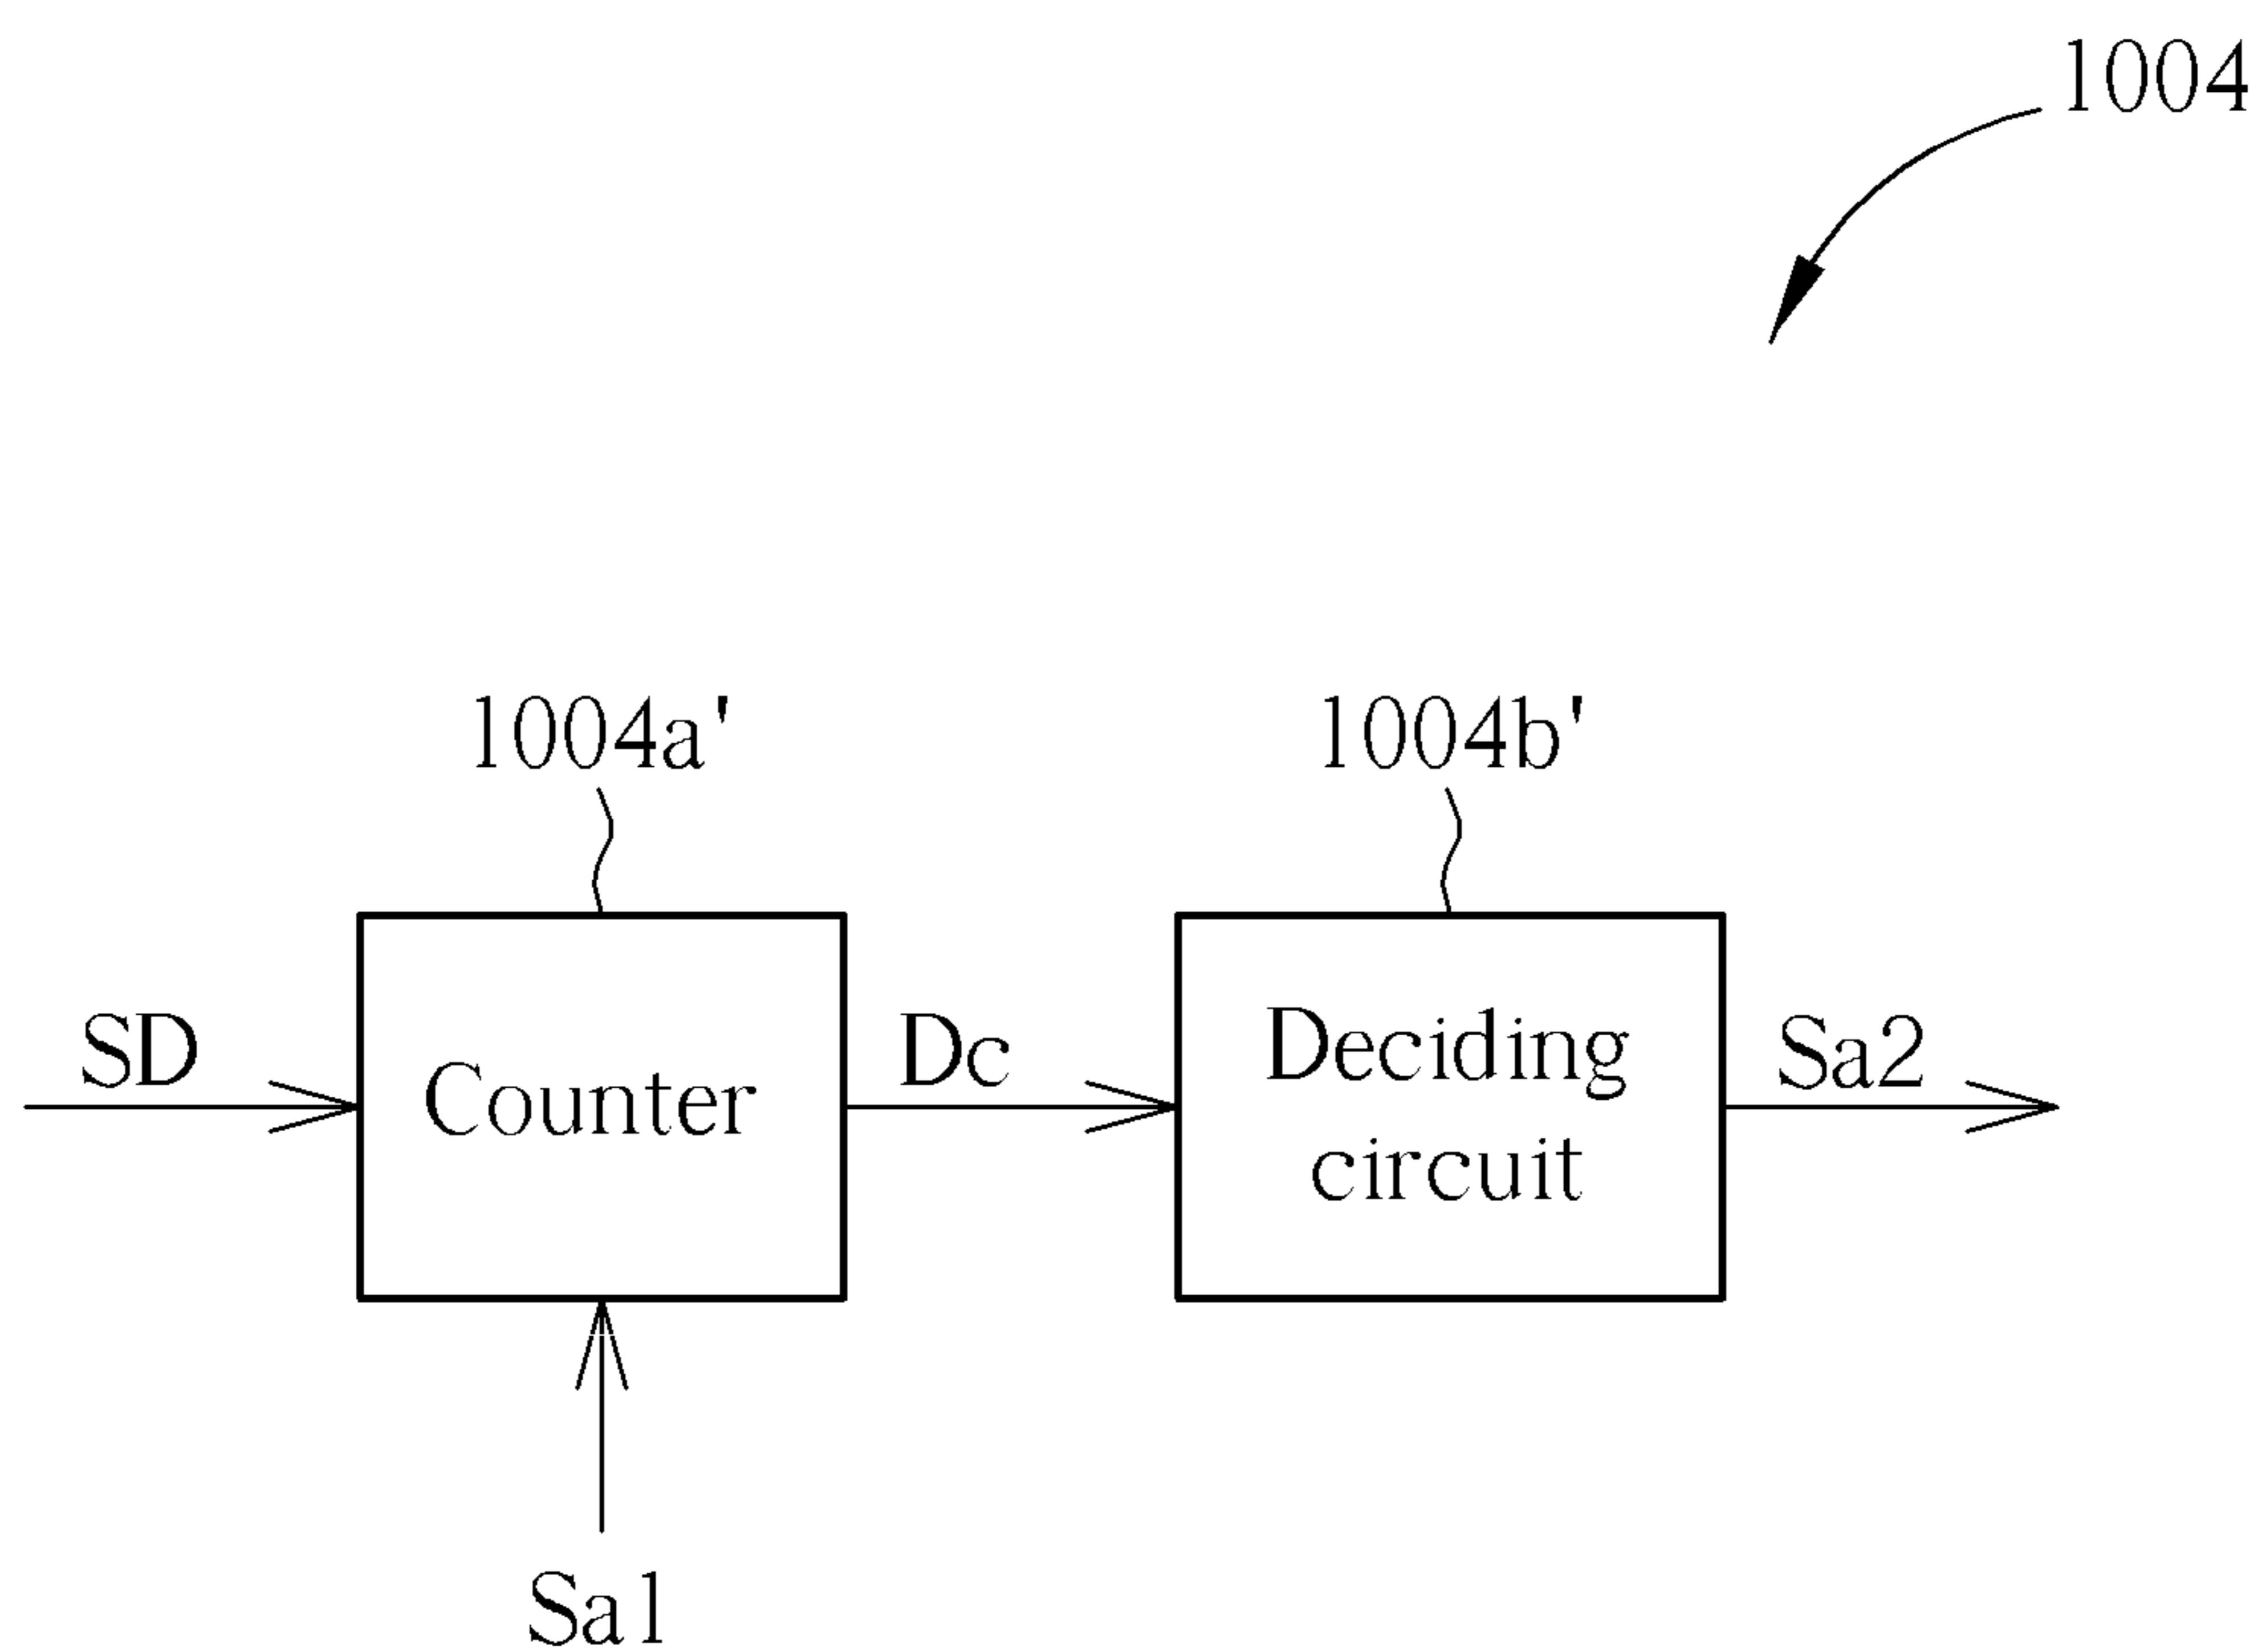 1004
1004a'
1004b'
SD
Counter
Dc
Deciding
circuit
Sa2
Sa1